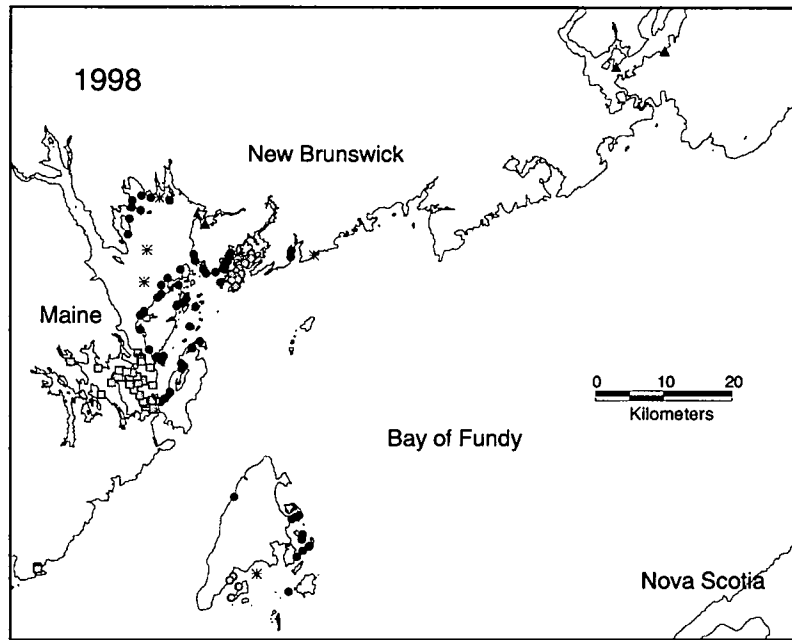 1998
New Brunswick
Maine
0 10 20
Kilometers
Bay of Fundy
Nova Scotia